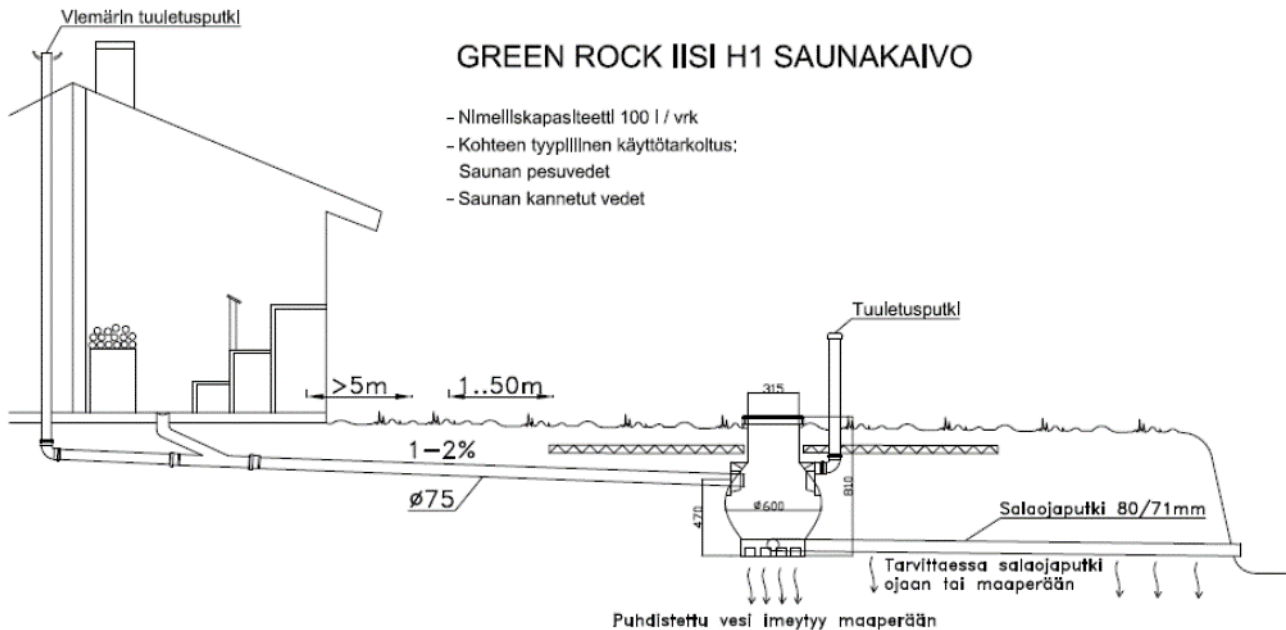 Viemärin tuuletusputki
GREEN ROCK IISI H1 SAUNAKAIVO
- Nimelliskapasiteetti 100 l / vrk
- Kohteen tyypillinen käyttötarkoitus:
Saunan pesuvedet
- Saunan kannetut vedet
Tuuletusputki
>5m
1..50m
315
1-2%
ø75
470
ø600
810
Salaojaputki 80/71mm
Tarvittaessa salaojaputki
ojaan tai maaperään
Puhdistettu vesi imeytyy maaperään